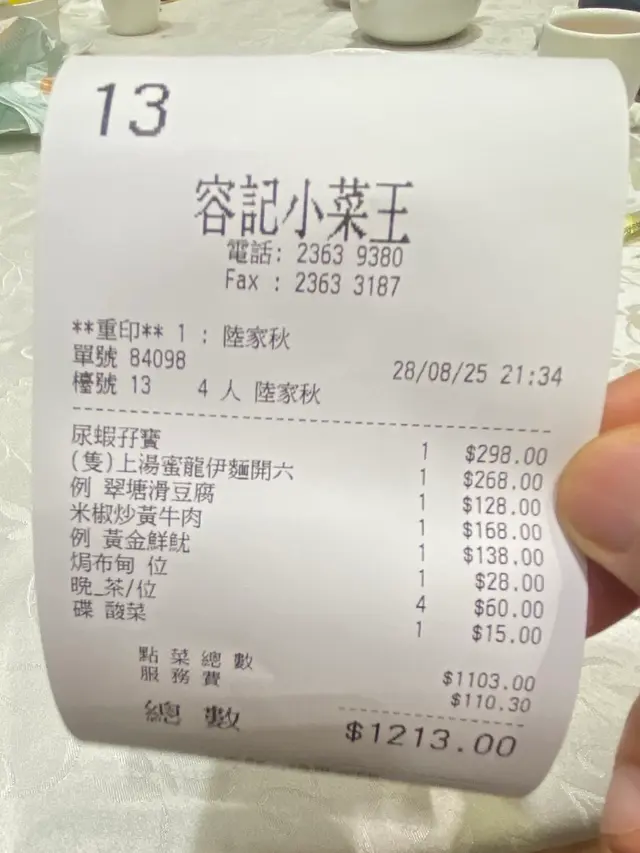 13
容記小菜王
電話: 2363 9380
Fax : 2363 3187
**重印** 1 : 陸家秋
單號 84098 28/08/25 21:34
檯號 13 4 人 陸家秋
尿蝦孖寶 1 $298.00
(隻)上湯蜜龍伊麵開六 1 $268.00
例 翠塘滑豆腐 1 $128.00
米椒炒黃牛肉 1 $168.00
例 黃金鮮魷 1 $138.00
焗布甸 位 1 $28.00
晚_茶/位 4 $60.00
碟 酸菜 1 $15.00
點菜總數 $1103.00
服務費 $110.30
總數 $1213.00